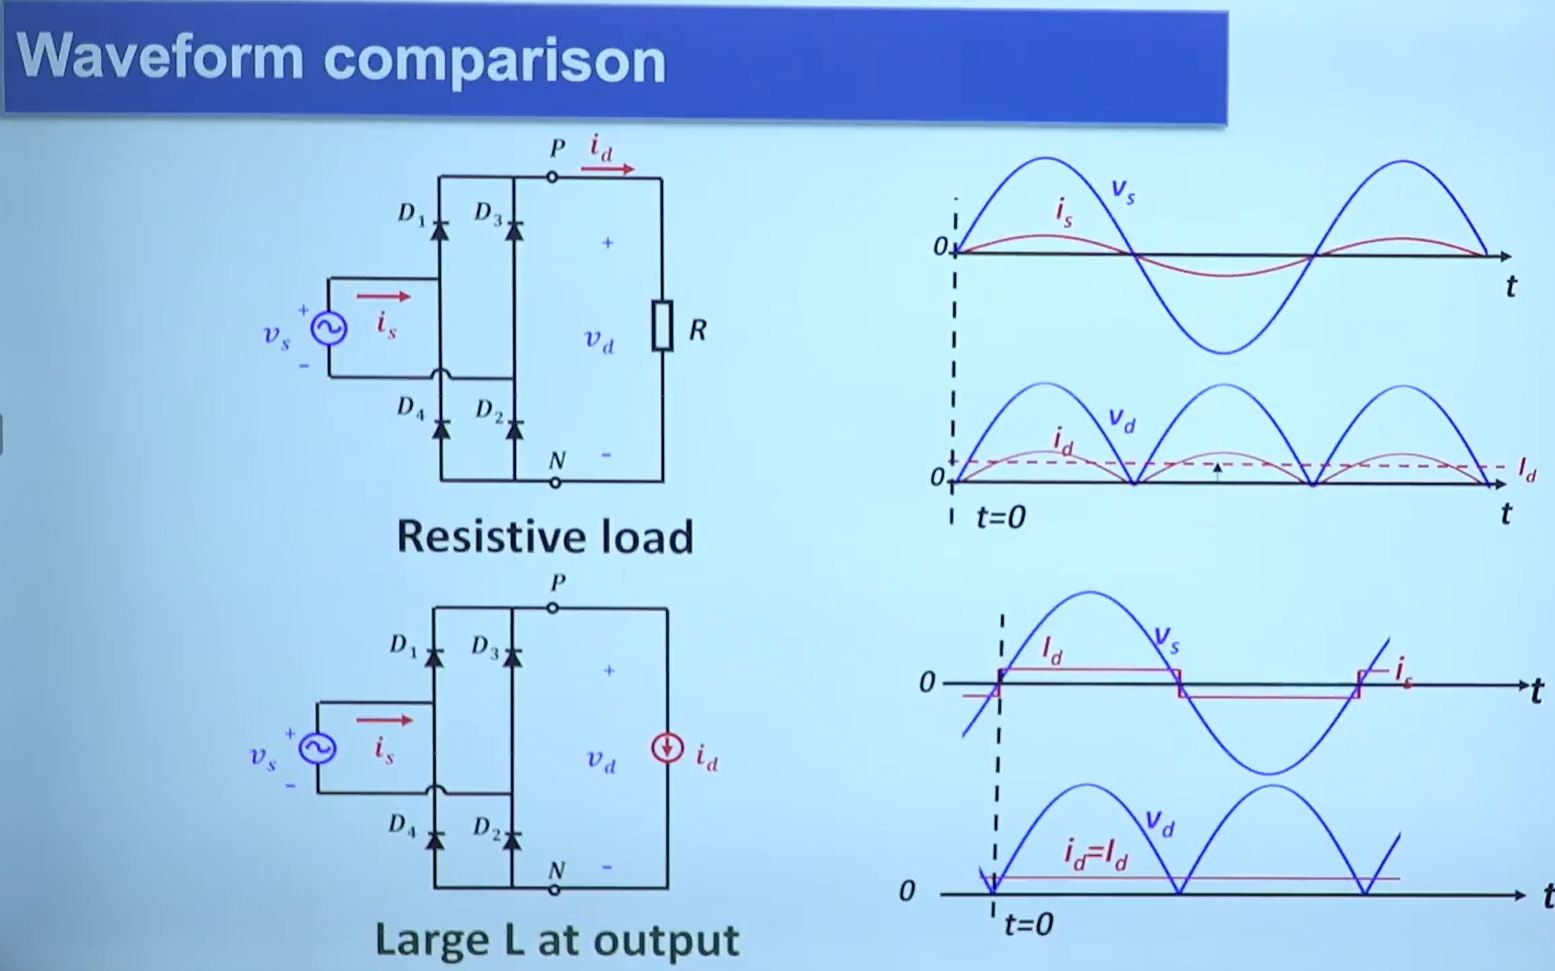 Waveform comparison
P i_d
D_1 D_3
+
+
v_s i_s v_d R
-
D_4 D_2
N -
Resistive load
v_s
i_s
0
t
v_d
i_d
I_d
0
t=0 t
P
D_1 D_3
+
+
v_s i_s v_d i_d
-
D_4 D_2
N -
Large L at output
v_s
I_d
i_s
0
t
v_d
i_d=I_d
0
t
t=0